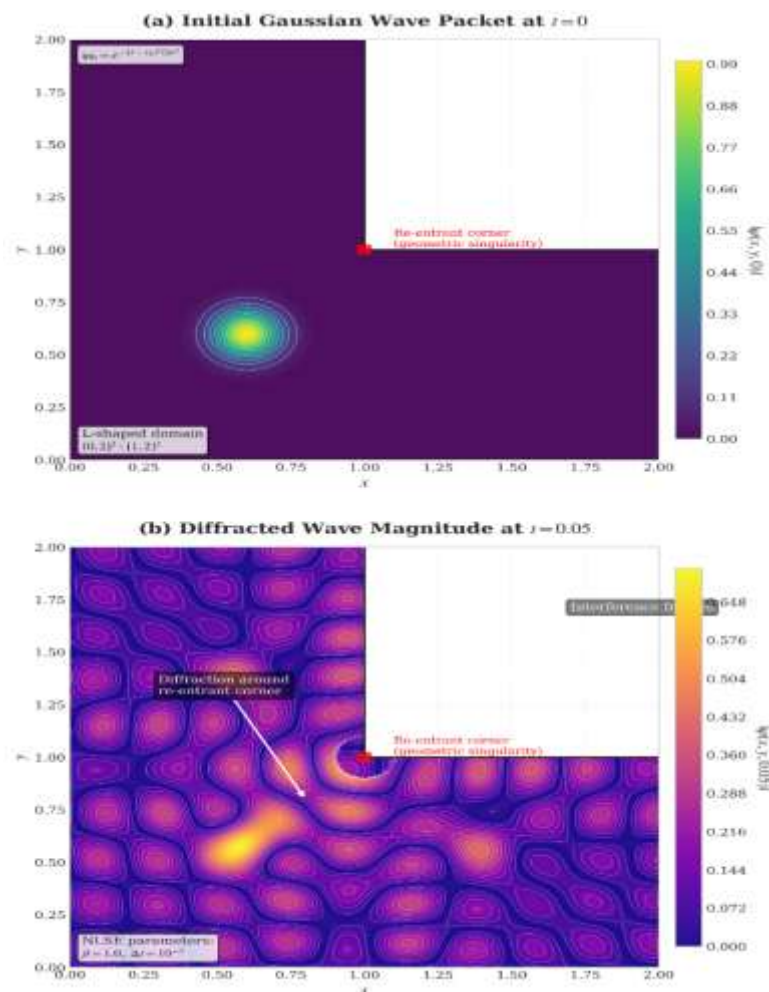 (a) Initial Gaussian Wave Packet at t=0
2.00
1.75
1.50
1.25
1.00
0.75
0.50
0.25
0.00
y
Re-entrant corner
(geometric singularity)
L-shaped domain
0.00 0.25 0.50 0.75 1.00 1.25 1.50 1.75 2.00
x
0.99
0.88
0.77
0.66
0.55
0.44
0.33
0.22
0.11
0.00
(b) Diffracted Wave Magnitude at t=0.05
2.00
1.75
1.50
1.25
1.00
0.75
0.50
0.25
0.00
y
Interference
Diffraction around
re-entrant corner
Re-entrant corner
(geometric singularity)
NLSE parameters:
0.00 0.25 0.50 0.75 1.00 1.25 1.50 1.75 2.00
x
0.648
0.576
0.504
0.432
0.360
0.288
0.216
0.144
0.072
0.000